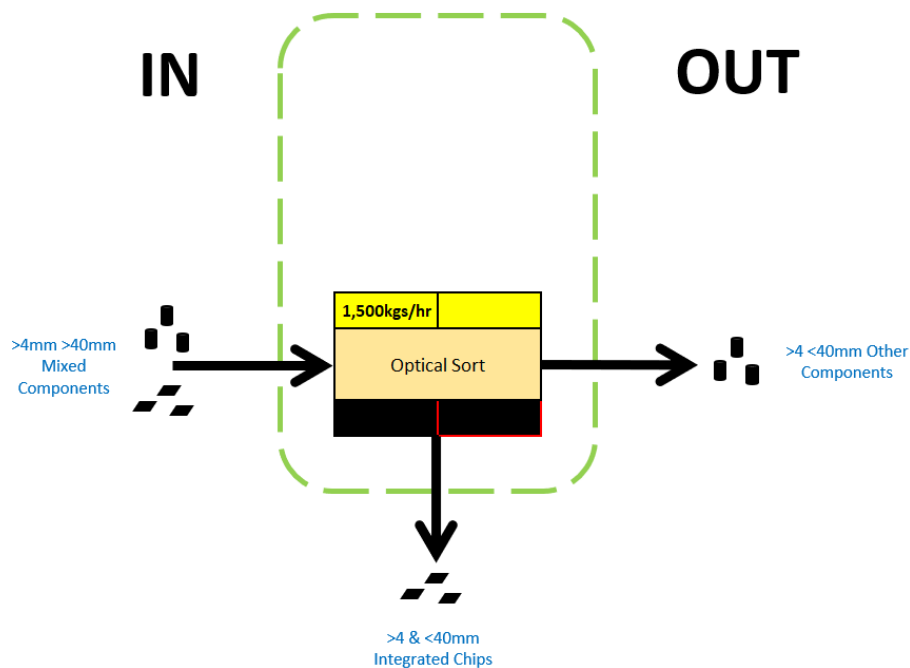 IN
OUT
1,500kgs/hr
Optical Sort
>4mm >40mm
Mixed
Components
>4 <40mm Other
Components
>4 & <40mm
Integrated Chips